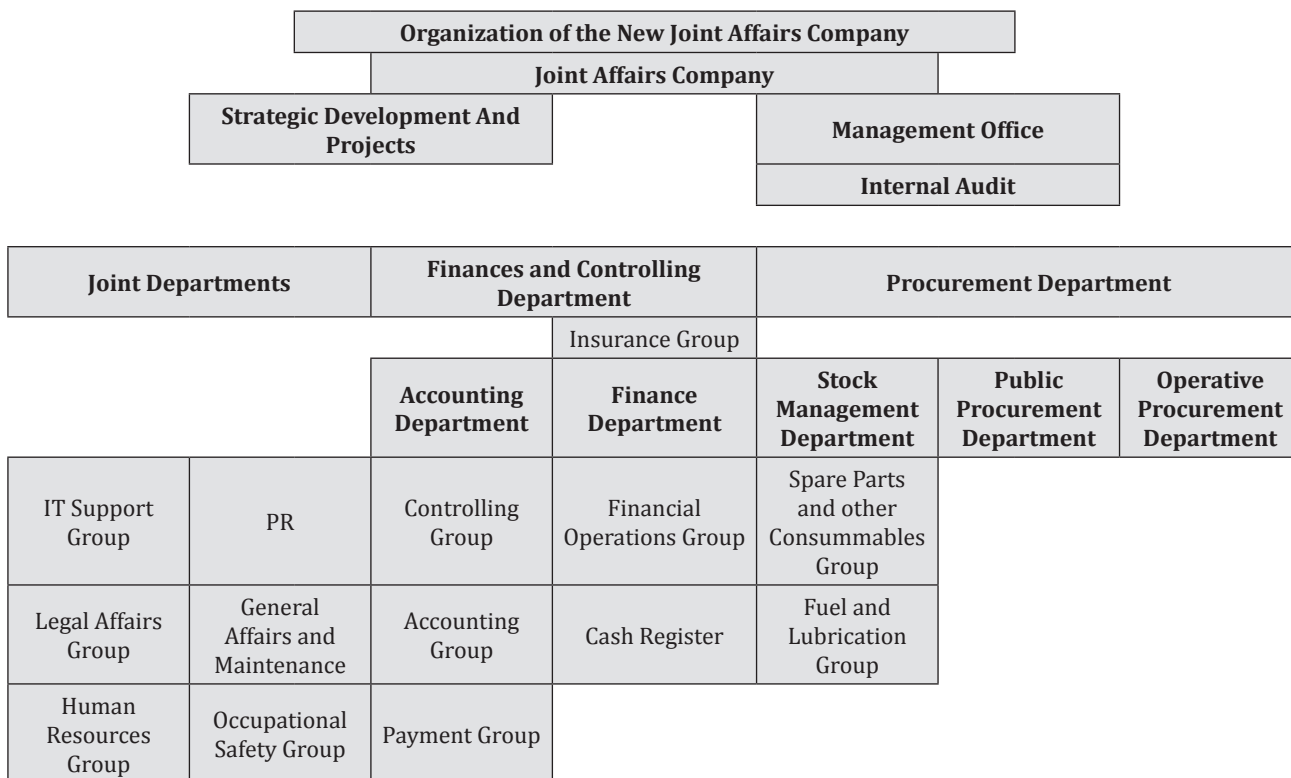 Organization of the New Joint Affairs Company
Joint Affairs Company
Strategic Development And
Projects
Management Office
Internal Audit
Joint Departments
Finances and Controlling
Department
Procurement Department
Insurance Group
Accounting
Department
Finance
Department
Stock
Management
Department
Public
Procurement
Department
Operative
Procurement
Department
IT Support
Group
PR
Controlling
Group
Financial
Operations Group
Spare Parts
and other
Consummables
Group
Legal Affairs
Group
General
Affairs and
Maintenance
Accounting
Group
Cash Register
Fuel and
Lubrication
Group
Human
Resources
Group
Occupational
Safety Group
Payment Group